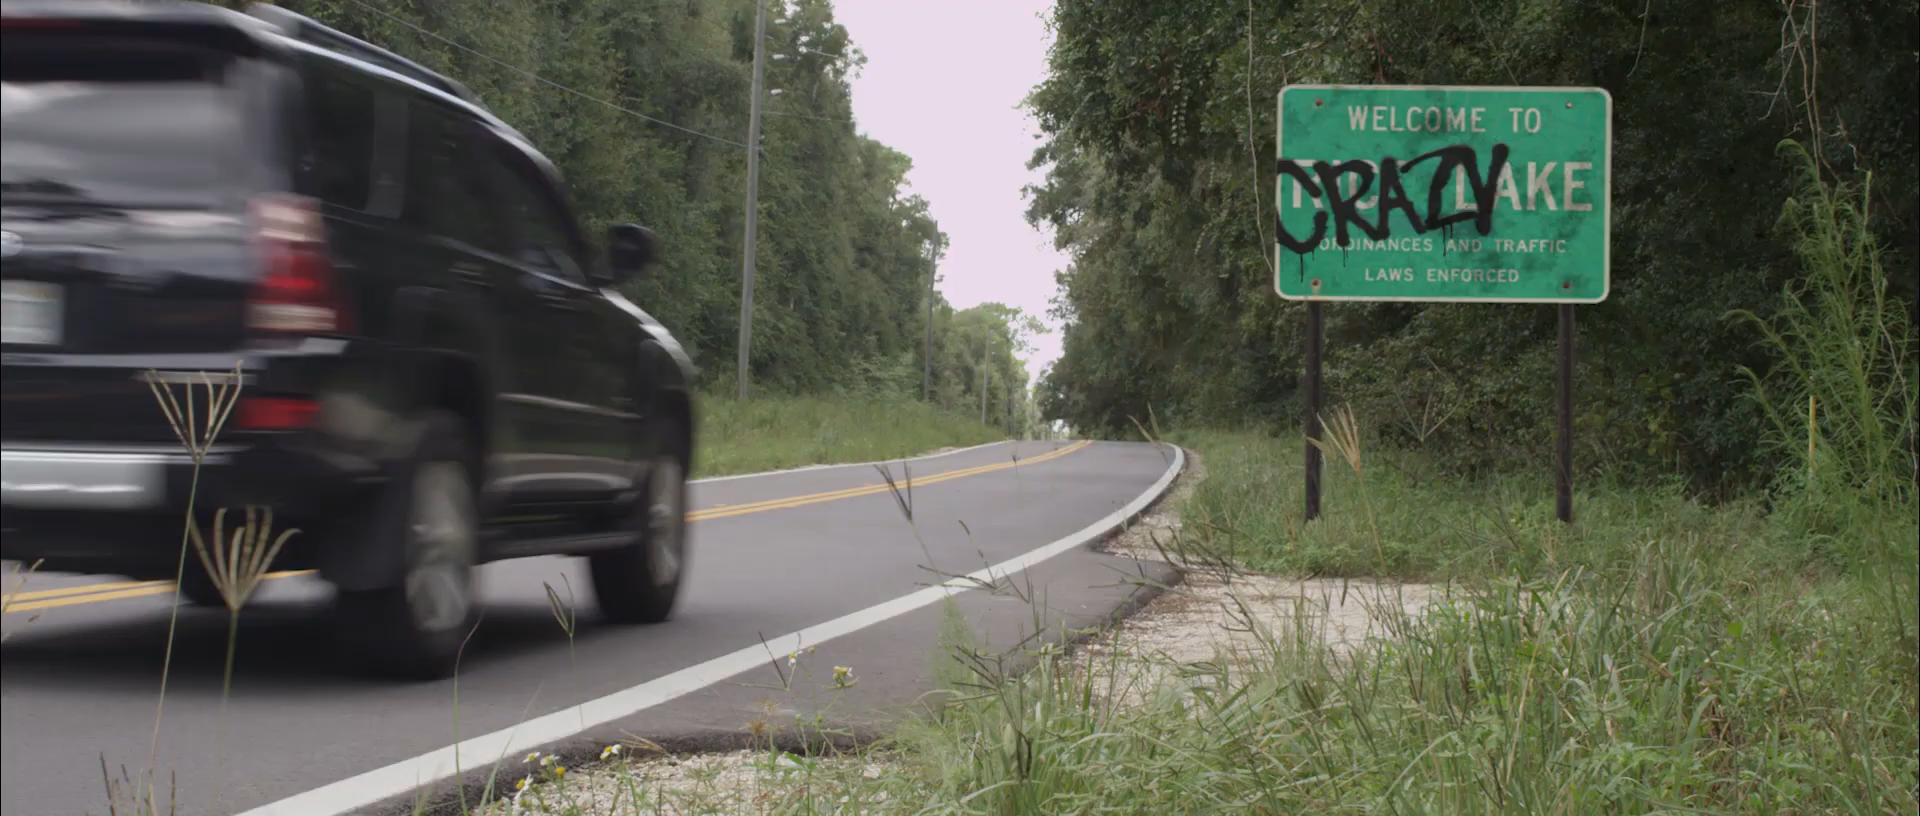 WELCOME TO
CRAZY LAKE
ORDINANCES AND TRAFFIC
LAWS ENFORCED